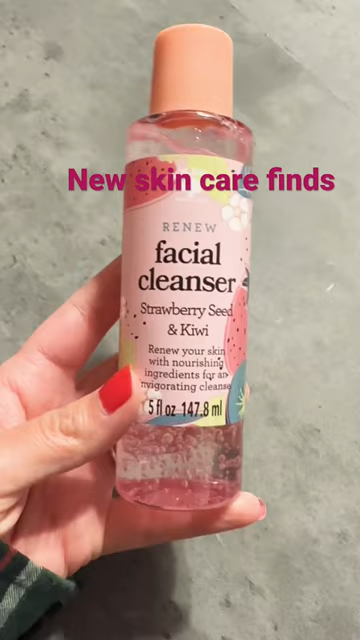 New skin care finds
RENEW
facial
cleanser
Strawberry Seed
& Kiwi
Renew your skin
with nourishing
ingredients for an
invigorating cleanse
5 fl oz 147.8 ml